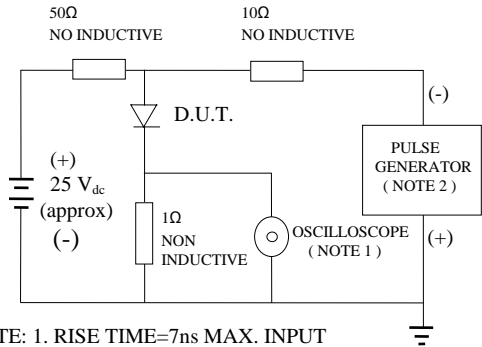 50Ω
NO INDUCTIVE
10Ω
NO INDUCTIVE
(-)
D.U.T.
PULSE
GENERATOR
( NOTE 2 )
(+)
25 Vdc
(approx)
(-)
1Ω
NON
INDUCTIVE
OSCILLOSCOPE
( NOTE 1 )
(+)
TE: 1. RISE TIME=7ns MAX. INPUT